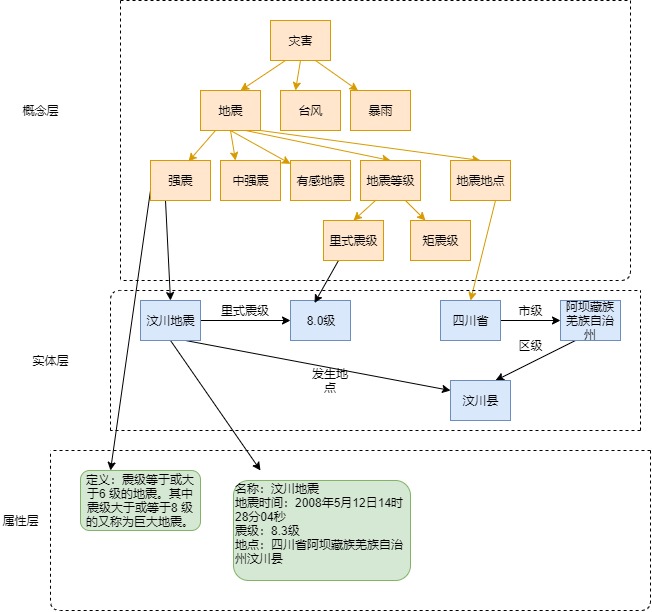 灾害
概念层
地震
台风
暴雨
强震
中强震
有感地震
地震等级
地震地点
里式震级
矩震级
汶川地震
里式震级
8.0级
四川省
市级
阿坝藏族
羌族自治
州
实体层
区级
发生地
点
汶川县
属性层
定义：震级等于或大
于6 级的地震。其中
震级大于或等于8 级
的又称为巨大地震。
名称：汶川地震
地震时间：2008年5月12日14时
28分04秒
震级：8.3级
地点：四川省阿坝藏族羌族自治
州汶川县